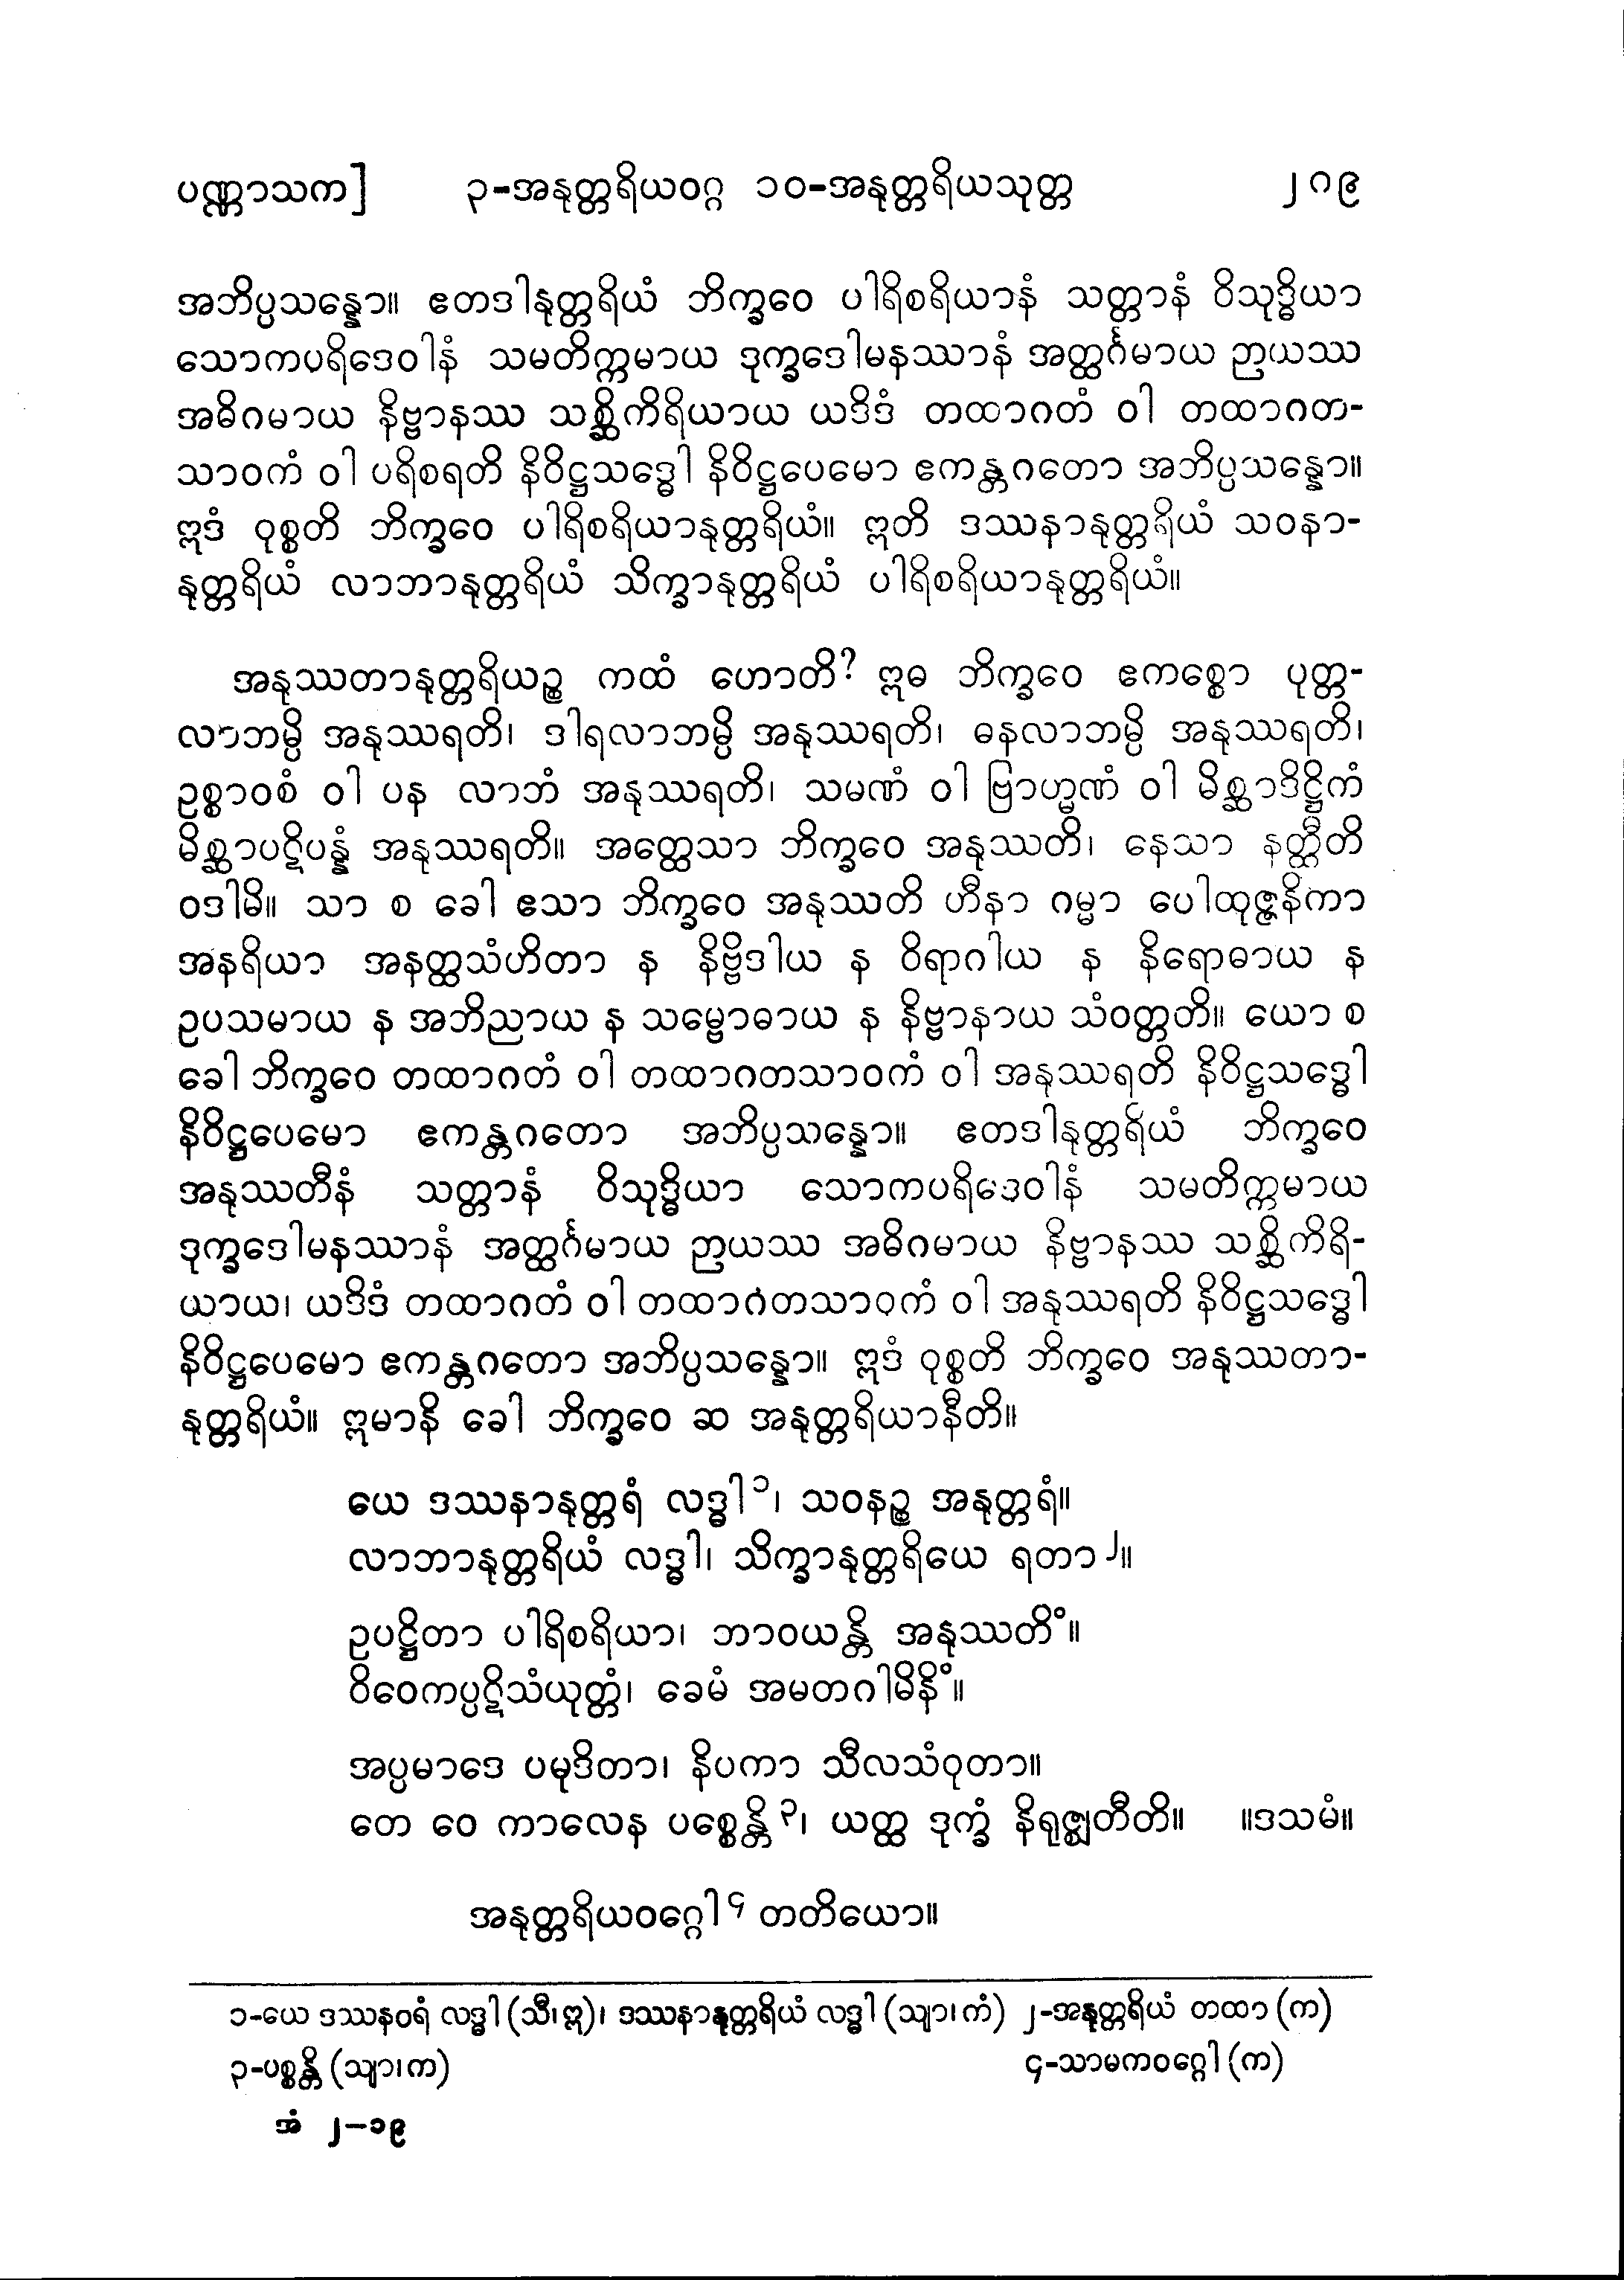 ပဏ္ဏာသက] ၃-အနုတ္တရိယဝဂ္ဂ ၁၀-အနုတ္တရိယသုတ္တ ၂၈၉
အဘိပ္ပသန္နော။ ဧတဒါနုတ္တရိယံ ဘိက္ခဝေ ပါရိစရိယာနံ သတ္တာနံ ဝိသုဒ္ဓိယာ
သောကပရိဒေဝါနံ သမတိက္ကမာယ ဒုက္ခဒေါမနဿာနံ အတ္ထင်္ဂမာယ ဉာယဿ
အဓိဂမာယ နိဗ္ဗာနဿ သစ္ဆိကိရိယာယ ယဒိဒံ တထာဂတံ ဝါ တထာဂတ-
သာဝကံ ဝါ ပရိစရတိ နိဝိဋ္ဌသဒ္ဓေါ နိဝိဋ္ဌပေမော ဧကန္တဂတော အဘိပ္ပသန္နော။
ဣဒံ ဝုစ္စတိ ဘိက္ခဝေ ပါရိစရိယာနုတ္တရိယံ။ ဣတိ ဒဿနာနုတ္တရိယံ သဝနာ-
နုတ္တရိယံ လာဘာနုတ္တရိယံ သိက္ခာနုတ္တရိယံ ပါရိစရိယာနုတ္တရိယံ။
အနုဿတာနုတ္တရိယဉ္စ ကထံ ဟောတိ? ဣဓ ဘိက္ခဝေ ဧကစ္စော ပုတ္တ-
လာဘမ္ပိ အနုဿရတိ၊ ဒါရလာဘမ္ပိ အနုဿရတိ၊ ဓနလာဘမ္ပိ အနုဿရတိ၊
ဥစ္စာဝစံ ဝါ ပန လာဘံ အနုဿရတိ၊ သမဏံ ဝါ ဗြာဟ္မဏံ ဝါ မိစ္ဆာဒိဋ္ဌိကံ
မိစ္ဆာပဋိပန္နံ အနုဿရတိ။ အတ္ထေသာ ဘိက္ခဝေ အနုဿတိ၊ နေသာ နတ္ထီတိ
ဝဒါမိ။ သာ စ ခေါ ဧသာ ဘိက္ခဝေ အနုဿတိ ဟီနာ ဂမ္မာ ပေါထုဇ္ဇနိကာ
အနရိယာ အနတ္ထသံဟိတာ န နိဗ္ဗိဒါယ န ဝိရာဂါယ န နိရောဓာယ န
ဥပသမာယ န အဘိညာယ န သမ္ဗောဓာယ န နိဗ္ဗာနာယ သံဝတ္တတိ။ ယော စ
ခေါ ဘိက္ခဝေ တထာဂတံ ဝါ တထာဂတသာဝကံ ဝါ အနုဿရတိ နိဝိဋ္ဌသဒ္ဓေါ
နိဝိဋ္ဌပေမော ဧကန္တဂတော အဘိပ္ပသန္နော။ ဧတဒါနုတ္တရိယံ ဘိက္ခဝေ
အနုဿတီနံ သတ္တာနံ ဝိသုဒ္ဓိယာ သောကပရိဒေဝါနံ သမတိက္ကမာယ
ဒုက္ခဒေါမနဿာနံ အတ္ထင်္ဂမာယ ဉာယဿ အဓိဂမာယ နိဗ္ဗာနဿ သစ္ဆိကိရိ-
ယာယ၊ ယဒိဒံ တထာဂတံ ဝါ တထာဂတသာဝကံ ဝါ အနုဿရတိ နိဝိဋ္ဌသဒ္ဓေါ
နိဝိဋ္ဌပေမော ဧကန္တဂတော အဘိပ္ပသန္နော။ ဣဒံ ဝုစ္စတိ ဘိက္ခဝေ အနုဿတာ-
နုတ္တရိယံ။ ဣမာနိ ခေါ ဘိက္ခဝေ ဆ အနုတ္တရိယာနီတိ။
ယေ ဒဿနာနုတ္တရံ လဒ္ဓါ၁၊ သဝနဉ္စ အနုတ္တရံ။
လာဘာနုတ္တရိယံ လဒ္ဓါ၊ သိက္ခာနုတ္တရိယေ ရတာ၂။
ဥပဋ္ဌိတာ ပါရိစရိယာ၊ ဘာဝယန္တိ အနုဿတိံ။
ဝိဝေကပ္ပဋိသံယုတ္တံ၊ ခေမံ အမတဂါမိနိံ။
အပ္ပမာဒေ ပမုဒိတာ၊ နိပကာ သီလသံဝုတာ။
တေ ဝေ ကာလေန ပစ္စေန္တိ၃၊ ယတ္ထ ဒုက္ခံ နိရုဇ္ဈတီတိ။ ။ဒသမံ။
အနုတ္တရိယဝဂ္ဂေါ၄ တတိယော။
၁-ယေ ဒဿနဝရံ လဒ္ဓါ (သီ၊ဣ)၊ ဒဿနာနုတ္တရိယံ လဒ္ဓါ (သျာ၊ကံ) ၂-အနုတ္တရိယံ တထာ (က)
၃-ပစ္စန္တိ (သျာ၊က) ၄-သာမကဝဂ္ဂေါ (က)
အံ ၂–၁၉